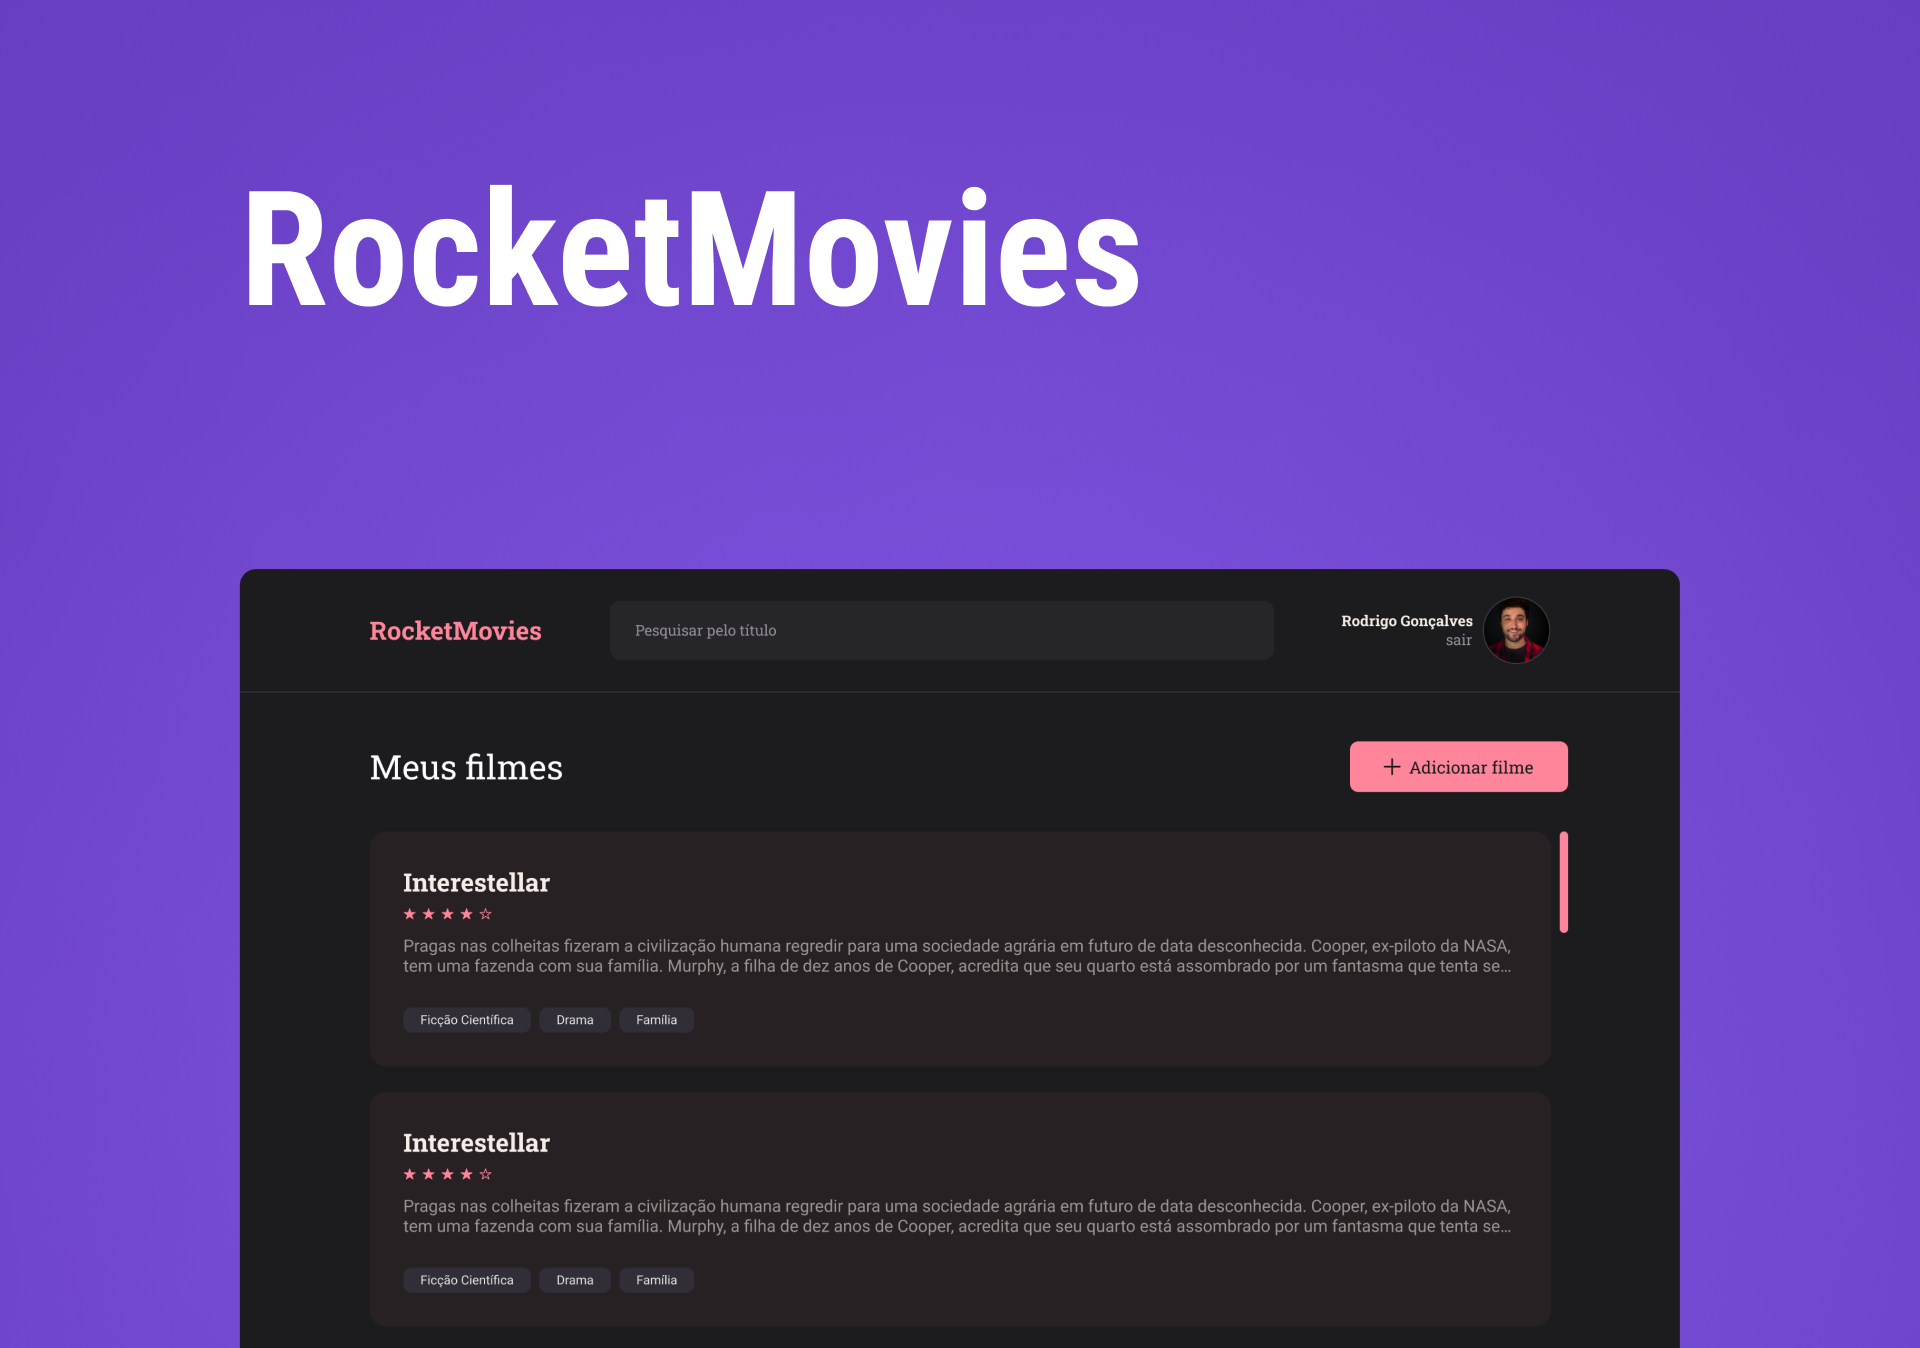 RocketMovies
RocketMovies
Pesquisar pelo título
Rodrigo Gonçalves
sair
Meus filmes
Adicionar filme
Interestellar
★ ★ ★ ★ ☆
Pragas nas colheitas fizeram a civilização humana regredir para uma sociedade agrária em futuro de data desconhecida. Cooper, ex-piloto da NASA,
tem uma fazenda com sua família. Murphy, a filha de dez anos de Cooper, acredita que seu quarto está assombrado por um fantasma que tenta se...
Ficção Científica Drama Família
Interestellar
★ ★ ★ ★ ☆
Pragas nas colheitas fizeram a civilização humana regredir para uma sociedade agrária em futuro de data desconhecida. Cooper, ex-piloto da NASA,
tem uma fazenda com sua família. Murphy, a filha de dez anos de Cooper, acredita que seu quarto está assombrado por um fantasma que tenta se...
Ficção Científica Drama Família